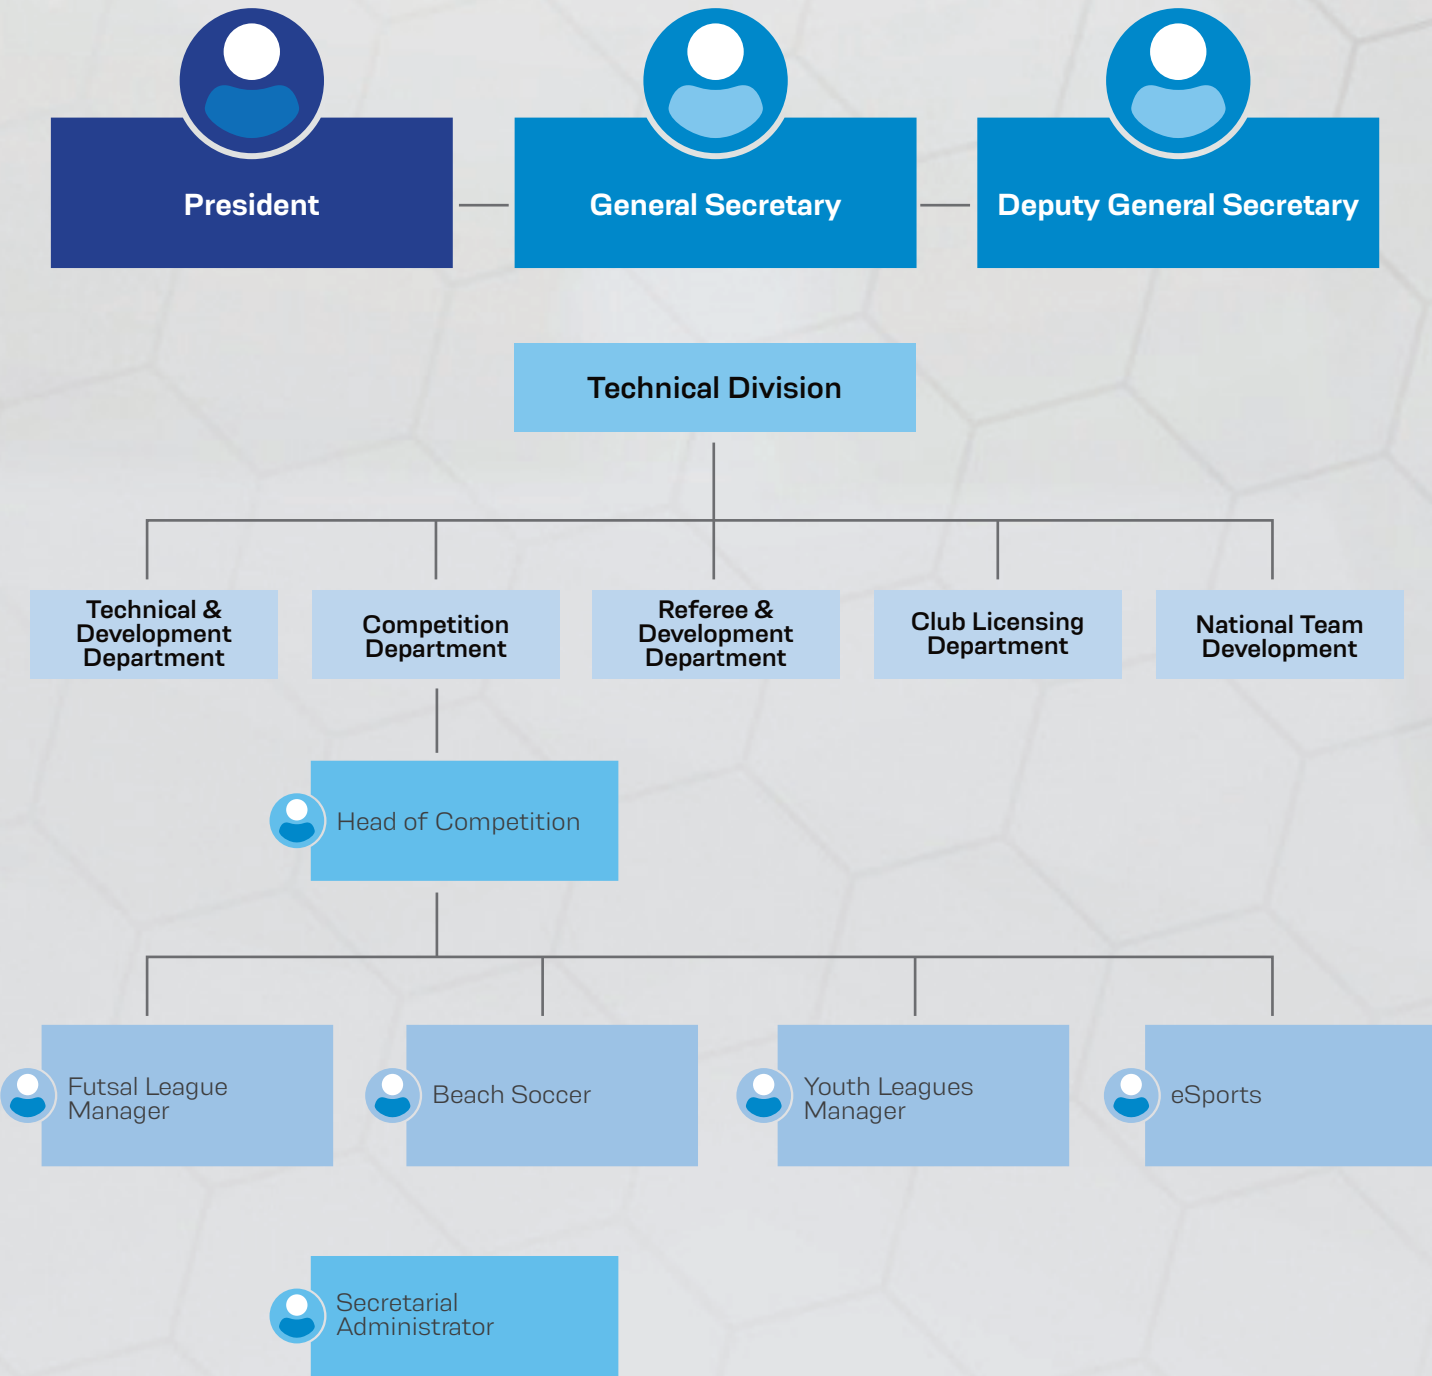 President
General Secretary
Deputy General Secretary
Technical Division
Technical &
Development
Department
Competition
Department
Referee &
Development
Department
Club Licensing
Department
National Team
Development
Head of Competition
Futsal League
Manager
Beach Soccer
Youth Leagues
Manager
eSports
Secretarial
Administrator